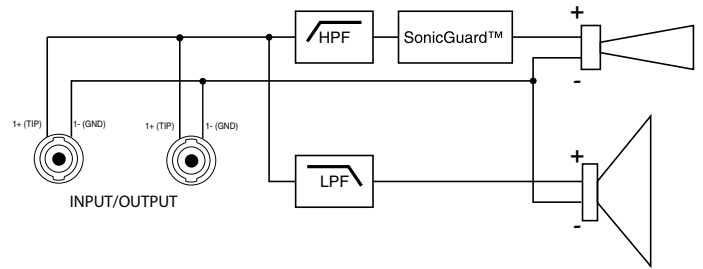 +
HPF
SonicGuard™
-
1+ (TIP)
1- (GND)
1+ (TIP)
1- (GND)
+
LPF
INPUT/OUTPUT
-